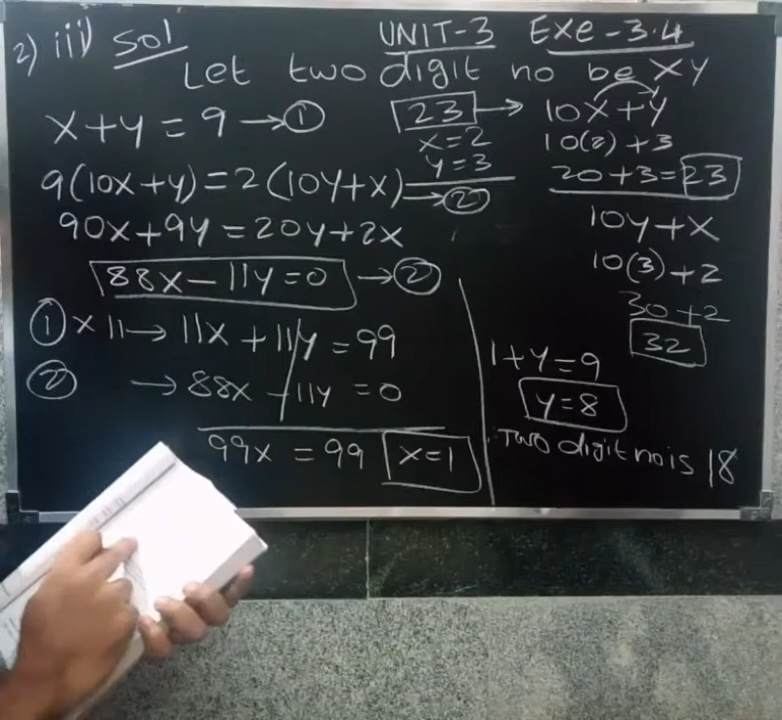 UNIT-3 Exe-3.4
2) iii) Sol
Let two digit no be xy
x+y=9→①
9(10x+y)=2(10y+x)→②
90x+9y=20y+2x
88x-11y=0 →②
①×11→ 11x+11y=99
② → 88x-11y=0
99x=99 x=1
23 → 10x+y
x=2
y=3
10(2)+3
20+3=23
10y+x
10(3)+2
30+2
32
1+y=9
y=8
Two digit no is 18